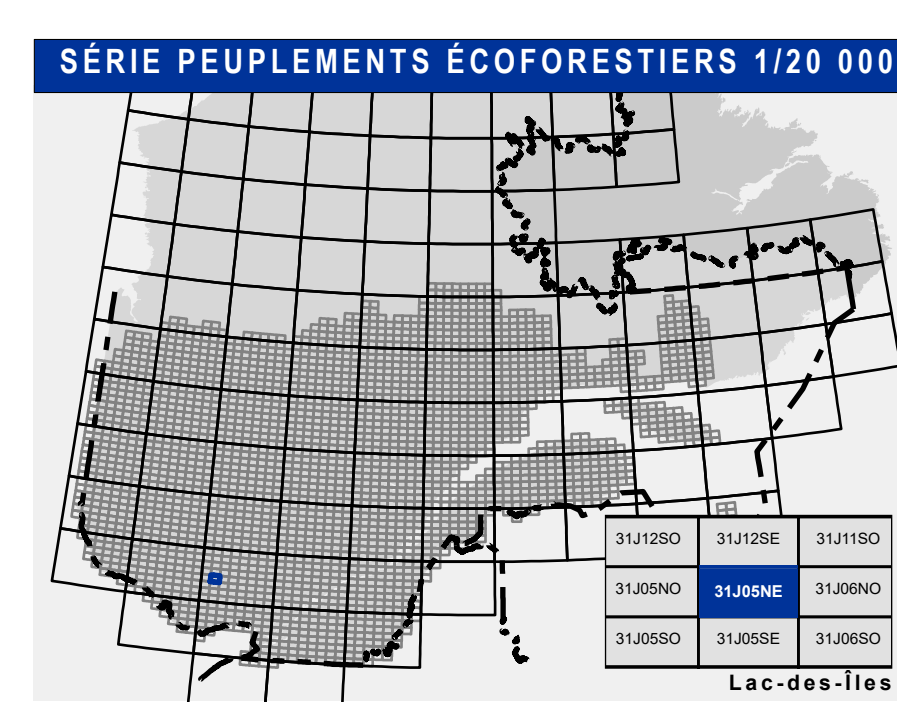 SÉRIE PEUPLEMENTS ÉCOFORESTIERS 1/20 000
31J12SO 31J12SE 31J11SO
31J05NO 31J05NE 31J06NO
31J05SO 31J05SE 31J06SO
Lac-des-Îles